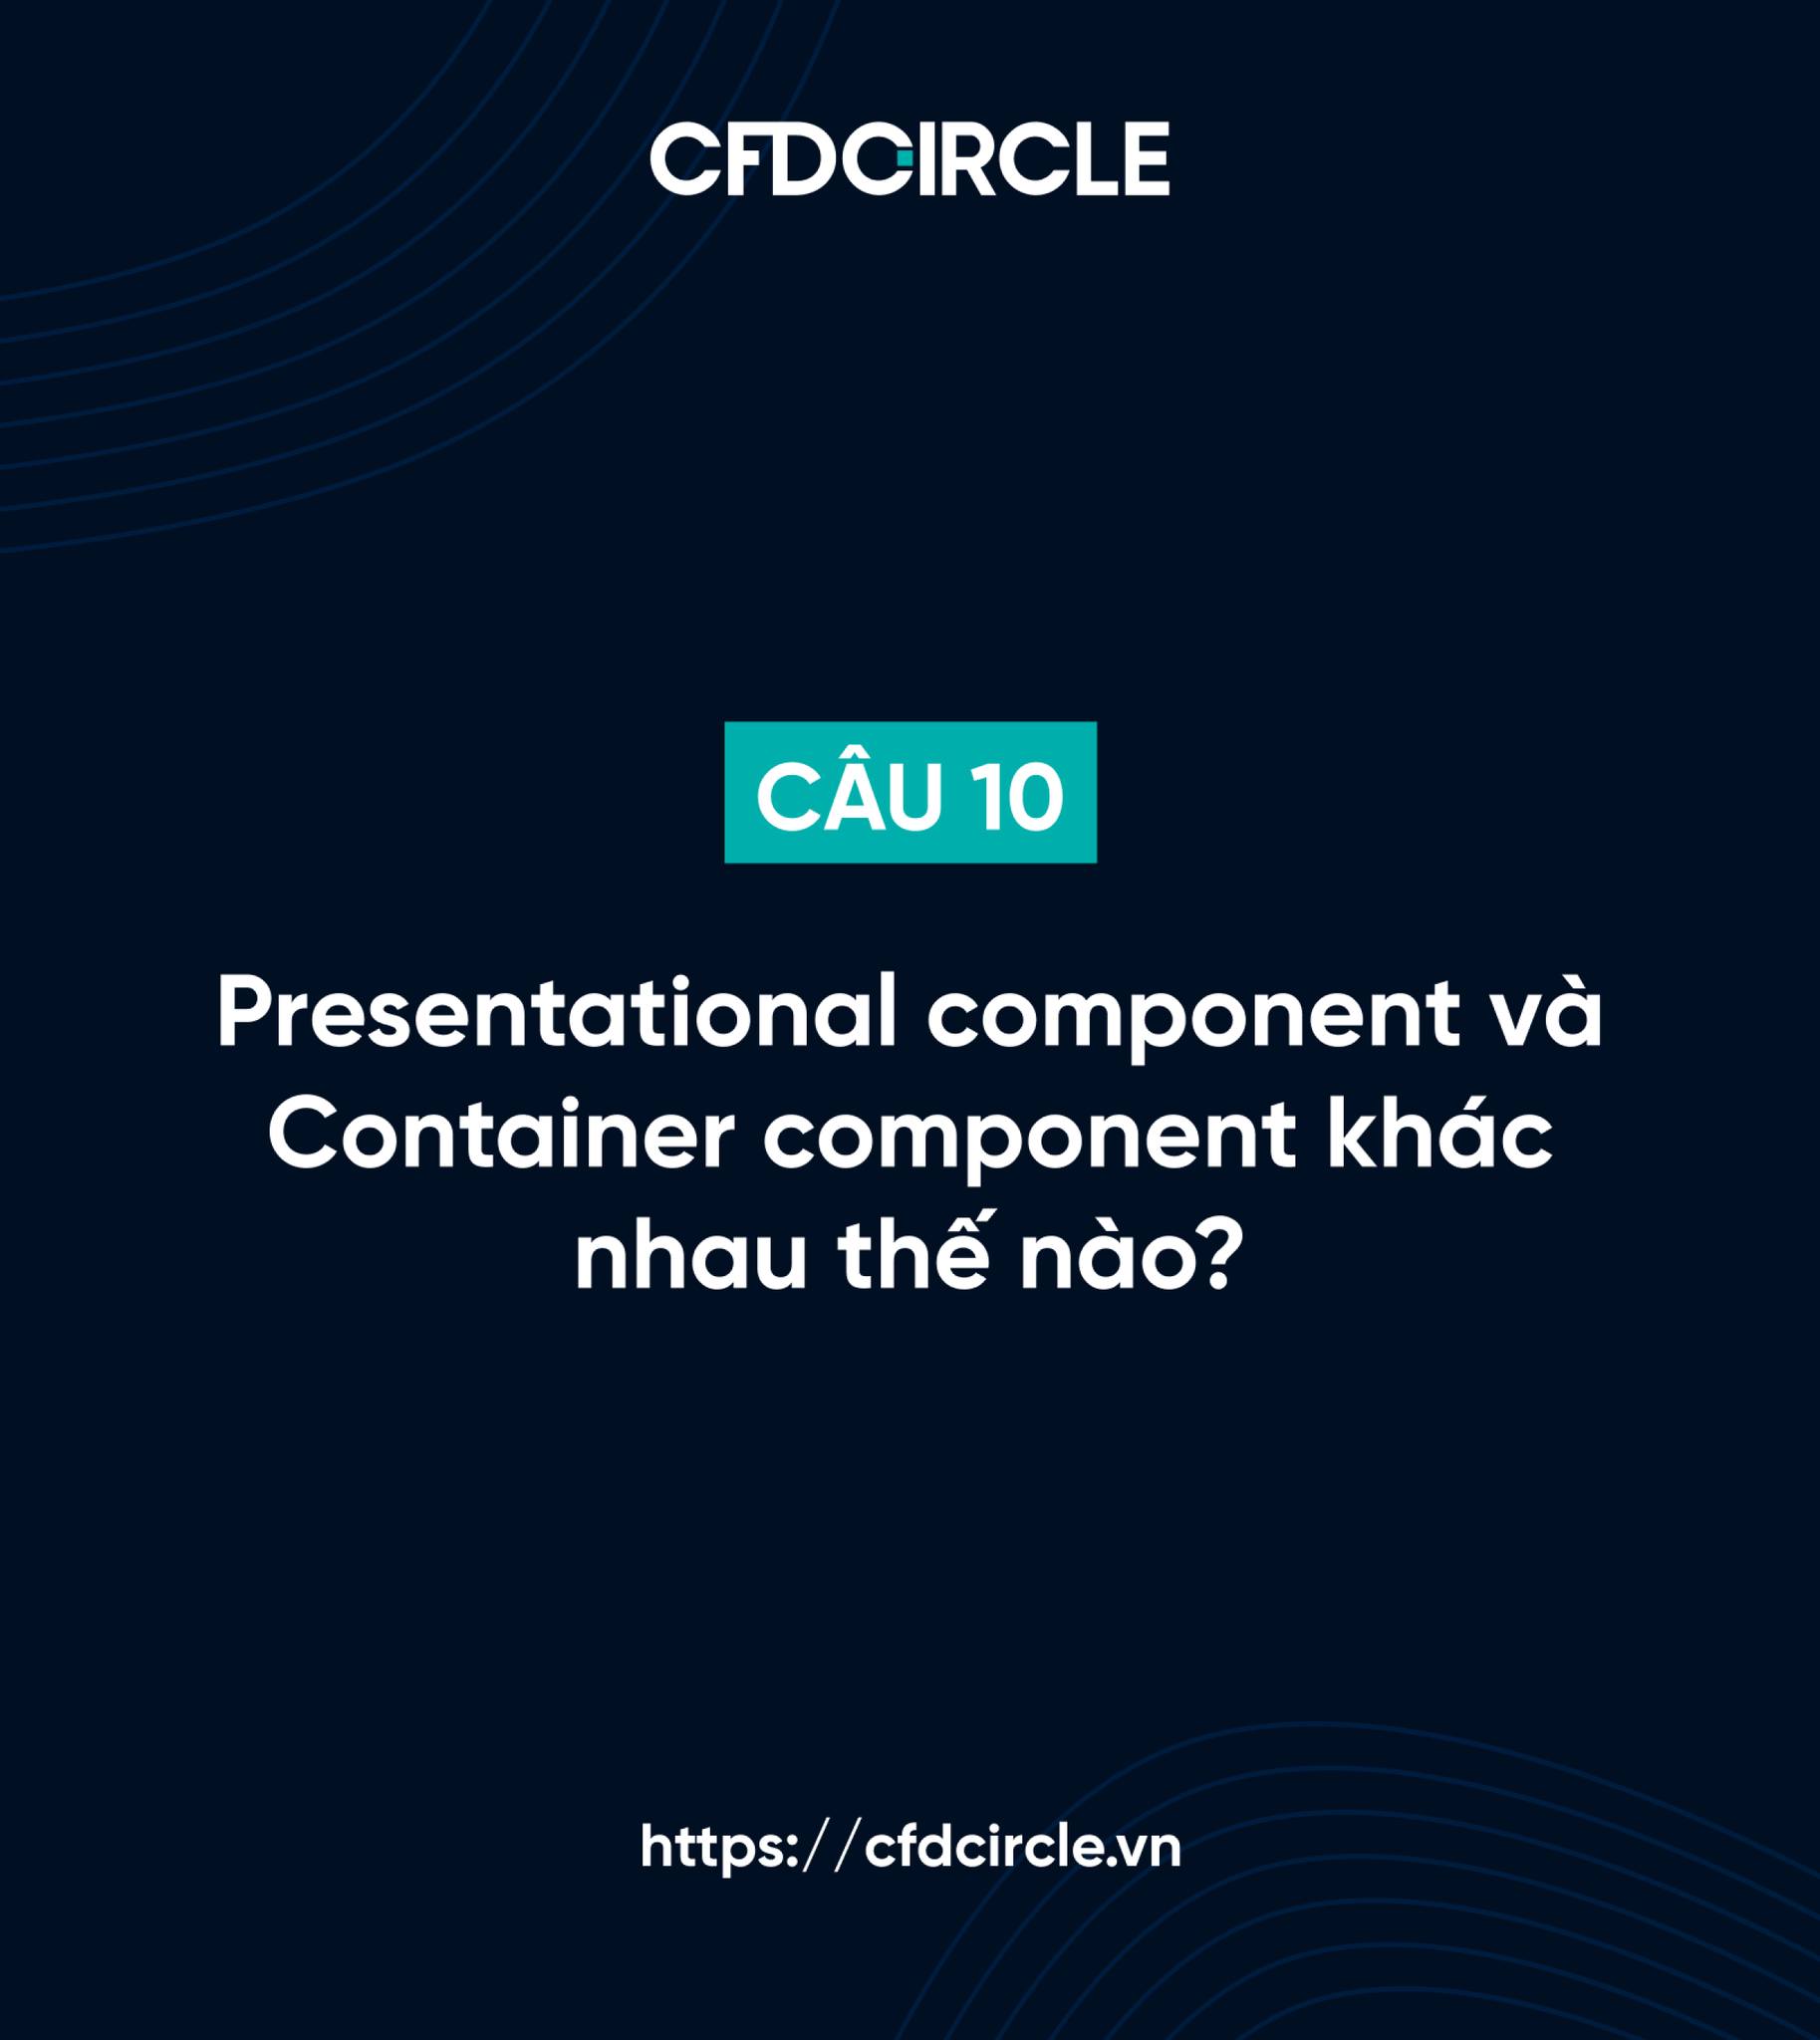 CFDCIRCLE
CÂU 10
Presentational component và
Container component khác
nhau thế nào?
https://cfdcircle.vn